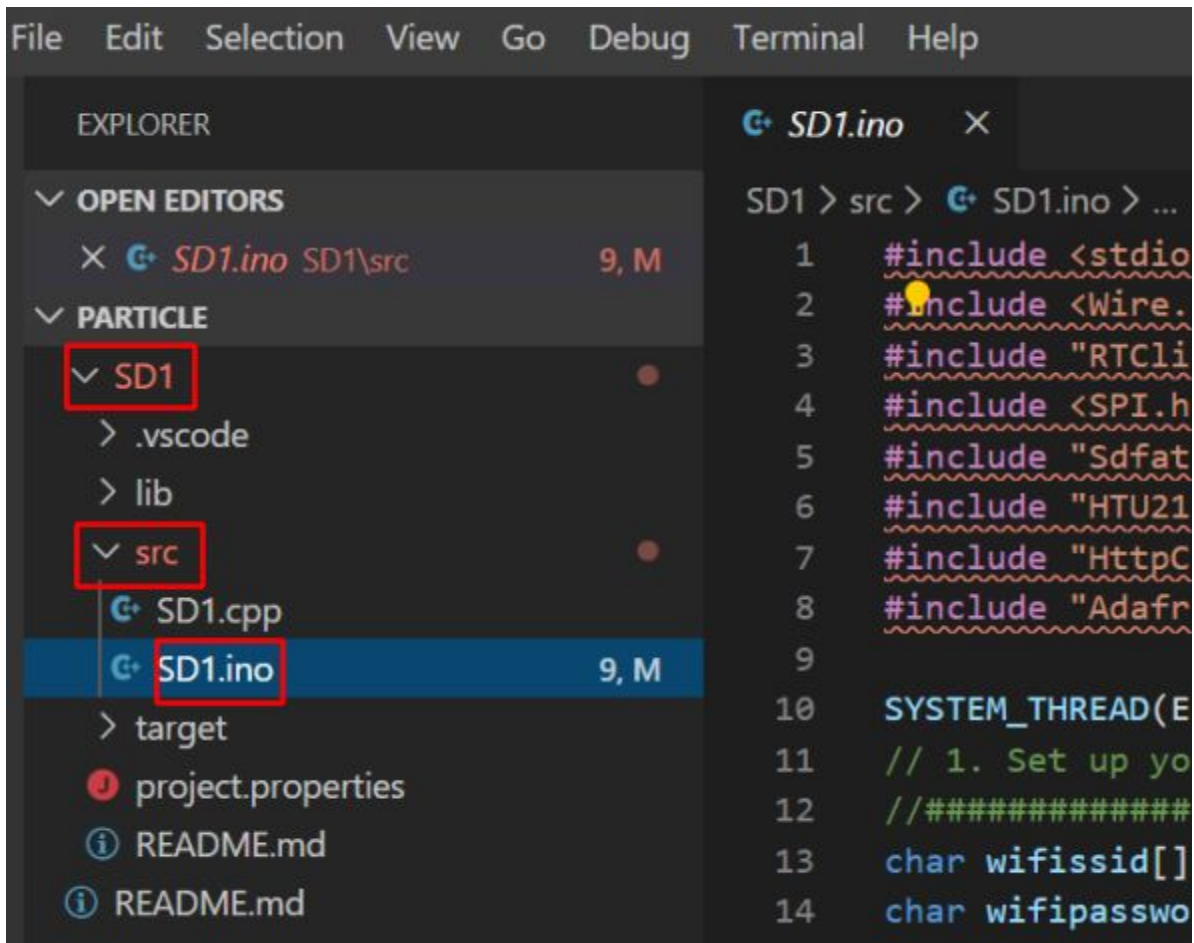 File Edit Selection View Go Debug Terminal Help
EXPLORER
OPEN EDITORS
SD1.ino SD1\src 9, M
PARTICLE
SD1
.vscode
lib
src
SD1.cpp
SD1.ino 9, M
target
project.properties
README.md
README.md
SD1.ino
SD1 > src > SD1.ino > ...
1 #include <stdio
2 #include <Wire.
3 #include "RTCli
4 #include <SPI.h
5 #include "Sdfat
6 #include "HTU21
7 #include "HttpC
8 #include "Adafr
9
10 SYSTEM_THREAD(E
11 // 1. Set up yo
12 //#############
13 char wifissid[]
14 char wifipasswo